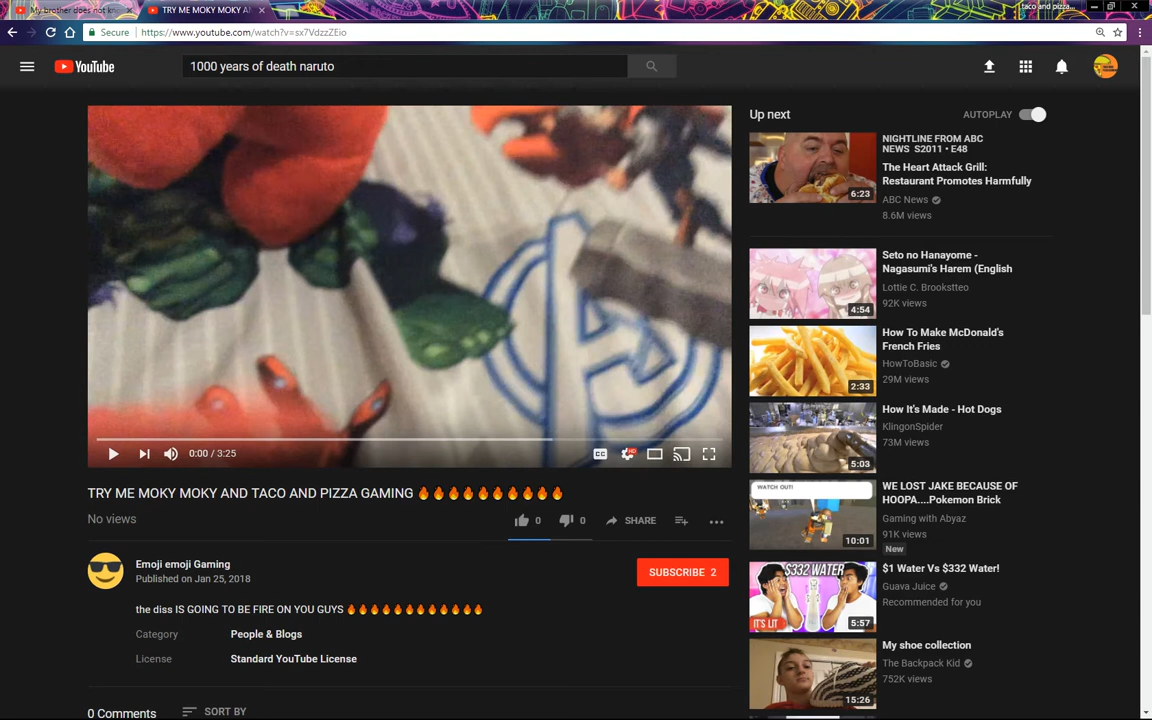 My brother does not kn
TRY ME MOKY MOKY AI
taco and pizza...
Secure
https://www.youtube.com/watch?v=sx7VdzzZEio
YouTube
1000 years of death naruto
Up next
AUTOPLAY
NIGHTLINE FROM ABC
NEWS S2011 • E48
The Heart Attack Grill:
Restaurant Promotes Harmfully
ABC News
8.6M views
6:23
Seto no Hanayome -
Nagasumi's Harem (English
Lottie C. Brookstteo
92K views
4:54
How To Make McDonald's
French Fries
HowToBasic
29M views
2:33
How It's Made - Hot Dogs
KlingonSpider
73M views
5:03
WATCH OUT!
WE LOST JAKE BECAUSE OF
HOOPA....Pokemon Brick
Gaming with Abyaz
91K views
New
10:01
$332 WATER
IT'S LIT
$1 Water Vs $332 Water!
Guava Juice
Recommended for you
5:57
My shoe collection
The Backpack Kid
752K views
15:26
0:00 / 3:25
CC
HD
TRY ME MOKY MOKY AND TACO AND PIZZA GAMING 🔥🔥🔥🔥🔥🔥🔥🔥🔥🔥
No views
0
0
SHARE
Emoji emoji Gaming
Published on Jan 25, 2018
SUBSCRIBE 2
the diss IS GOING TO BE FIRE ON YOU GUYS 🔥🔥🔥🔥🔥🔥🔥🔥🔥🔥🔥🔥
Category
People & Blogs
License
Standard YouTube License
0 Comments
SORT BY